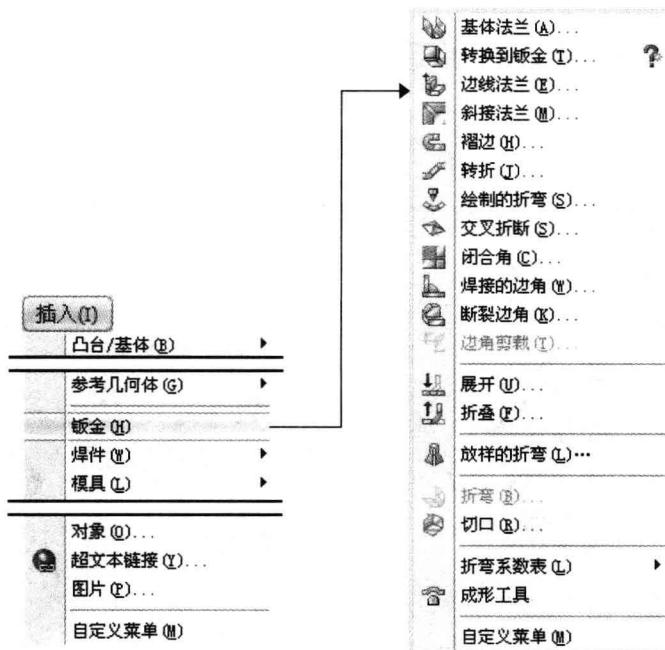 插入(I)
凸台/基体(B)
参考几何体(G)
钣金(H)
焊件(W)
模具(L)
对象(O)...
超文本链接(Y)...
图片(P)...
自定义菜单(M)
基体法兰(A)...
转换到钣金(T)...
边线法兰(E)...
斜接法兰(M)...
褶边(H)...
转折(J)...
绘制的折弯(S)...
交叉折断(S)...
闭合角(C)...
焊接的边角(W)...
断裂边角(K)...
边角剪裁(T)...
展开(U)...
折叠(F)...
放样的折弯(L)…
折弯(B)...
切口(R)...
折弯系数表(L)
成形工具
自定义菜单(M)